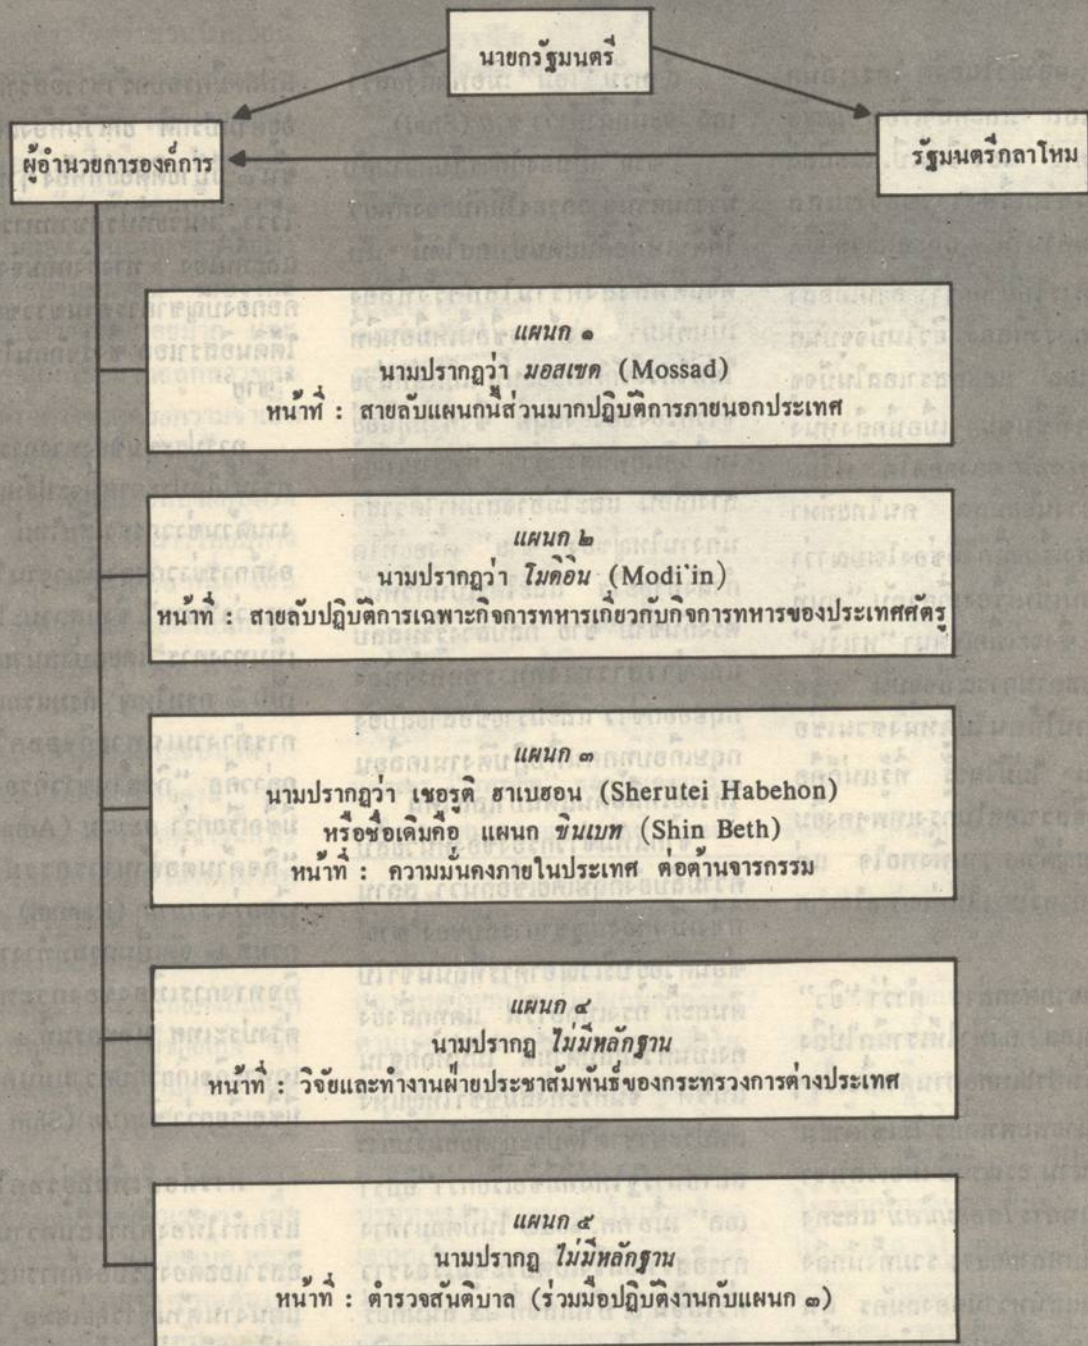 นายกรัฐมนตรี
ผู้อำนวยการองค์การ
รัฐมนตรีกลาโหม
แผนก ๑
นามปรากฏว่า มอสเซด (Mossad)
หน้าที่ : สายลับแผนกนี้ส่วนมากปฏิบัติการภายนอกประเทศ
แผนก ๒
นามปรากฏว่า โมดิอิน (Modi'in)
หน้าที่ : สายลับปฏิบัติการเฉพาะกิจการทหารเกี่ยวกับกิจการทหารของประเทศศัตรู
แผนก ๓
นามปรากฏว่า เชอรูตี ฮาเบฮอน (Sherutei Habehon)
หรือชื่อเดิมคือ แผนก ชินเบท (Shin Beth)
หน้าที่ : ความมั่นคงภายในประเทศ ต่อต้านจารกรรม
แผนก ๔
นามปรากฏ ไม่มีหลักฐาน
หน้าที่ : วิจัยและทำงานฝ่ายประชาสัมพันธ์ของกระทรวงการต่างประเทศ
แผนก ๕
นามปรากฏ ไม่มีหลักฐาน
หน้าที่ : ตำรวจสันติบาล (ร่วมมือปฏิบัติงานกับแผนก ๓)